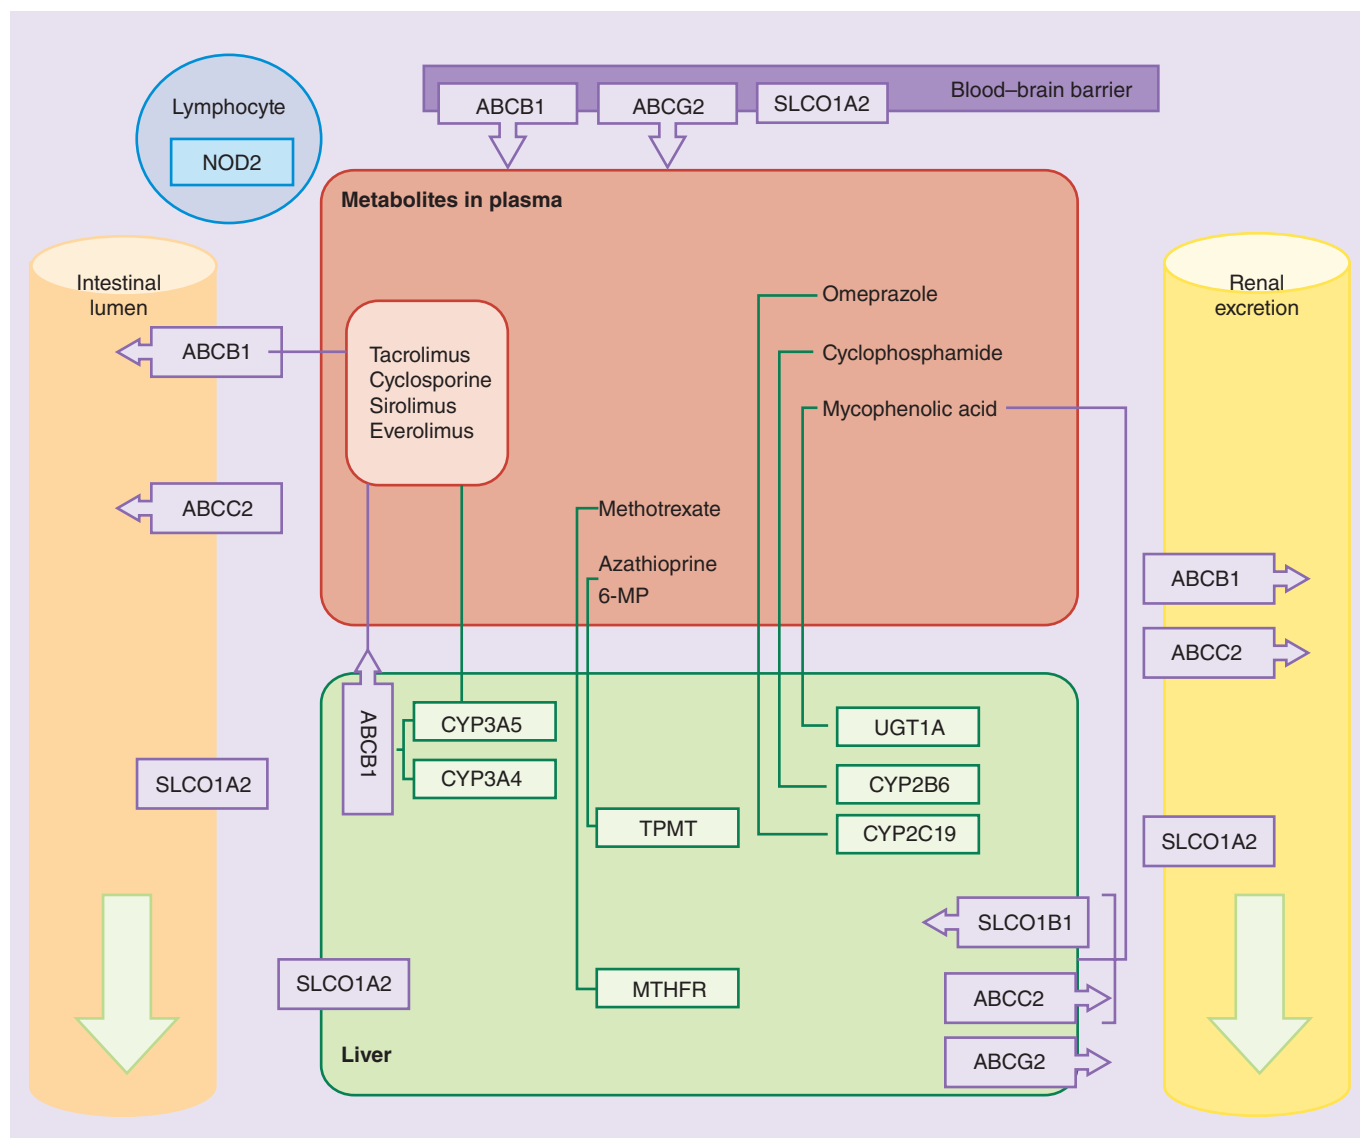 Lymphocyte
NOD2
Blood–brain barrier
ABCB1
ABCG2
SLCO1A2
Metabolites in plasma
Intestinal
lumen
ABCB1
ABCC2
SLCO1A2
Tacrolimus
Cyclosporine
Sirolimus
Everolimus
Omeprazole
Cyclophosphamide
Mycophenolic acid
Methotrexate
Azathioprine
6-MP
Renal
excretion
ABCB1
ABCC2
SLCO1A2
ABCB1
CYP3A5
CYP3A4
TPMT
MTHFR
UGT1A
CYP2B6
CYP2C19
SLCO1B1
ABCC2
ABCG2
SLCO1A2
Liver